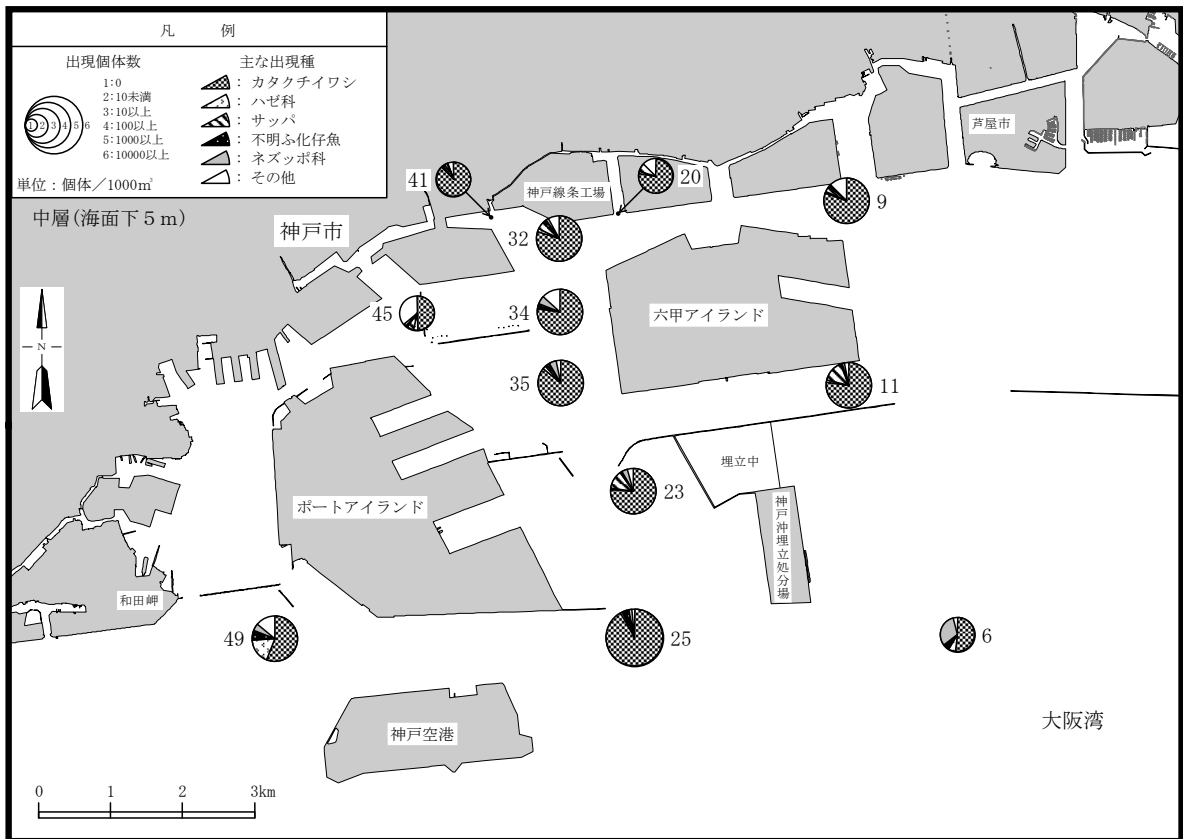 凡 例
出現個体数
1:0
2:10未満
3:10以上
4:100以上
5:1000以上
6:10000以上
1 2 3 4 5 6
単位：個体／1000㎥
主な出現種
： カタクチイワシ
： ハゼ科
： サッパ
： 不明ふ化仔魚
： ネズッポ科
： その他
中層(海面下５ｍ)
神戸市
N
芦屋市
神戸線条工場
41
20
9
32
45
34
35
六甲アイランド
11
23
埋立中
ポートアイランド
神戸沖埋立処分場
和田岬
49
25
6
神戸空港
大阪湾
0 1 2 3km